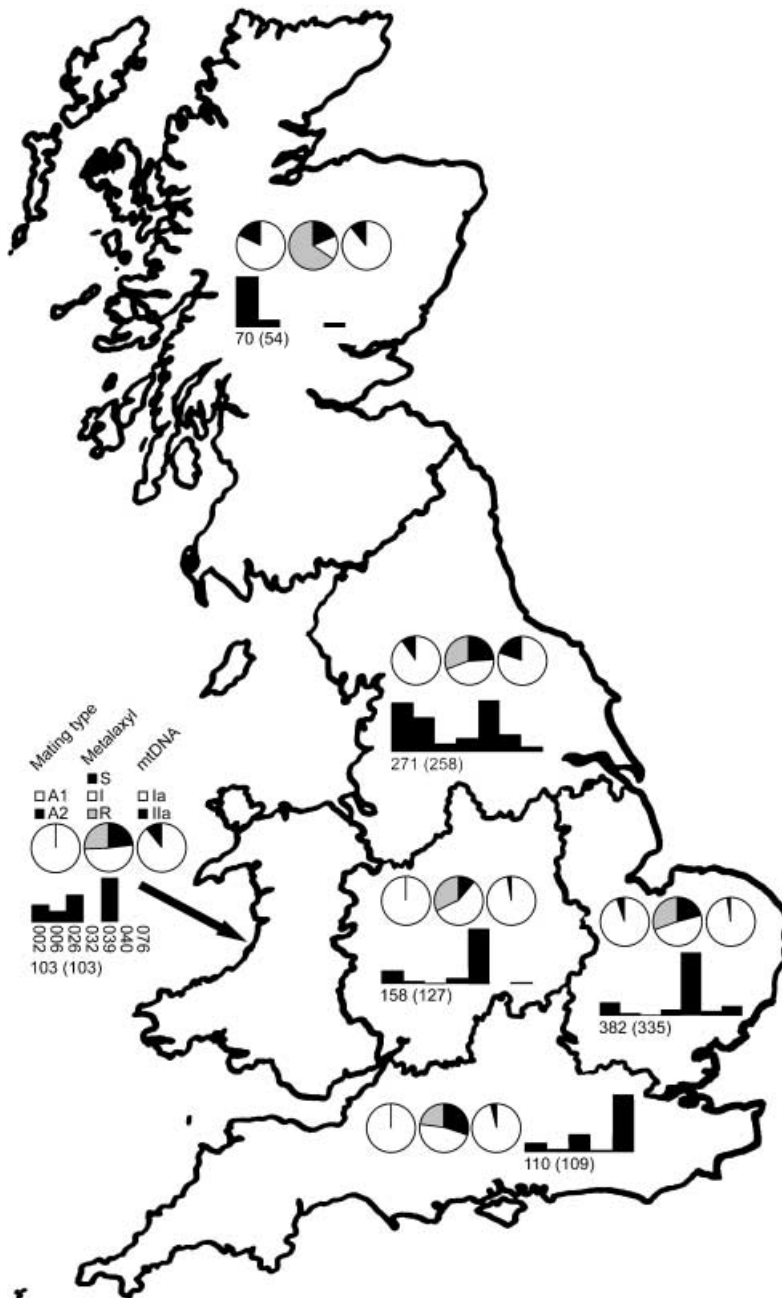 70 (54)
271 (258)
Mating type
Metalaxyl
mtDNA
S
A1 I Ia
A2 R IIa
002 006 026 032 039 040 076
103 (103)
158 (127)
382 (335)
110 (109)